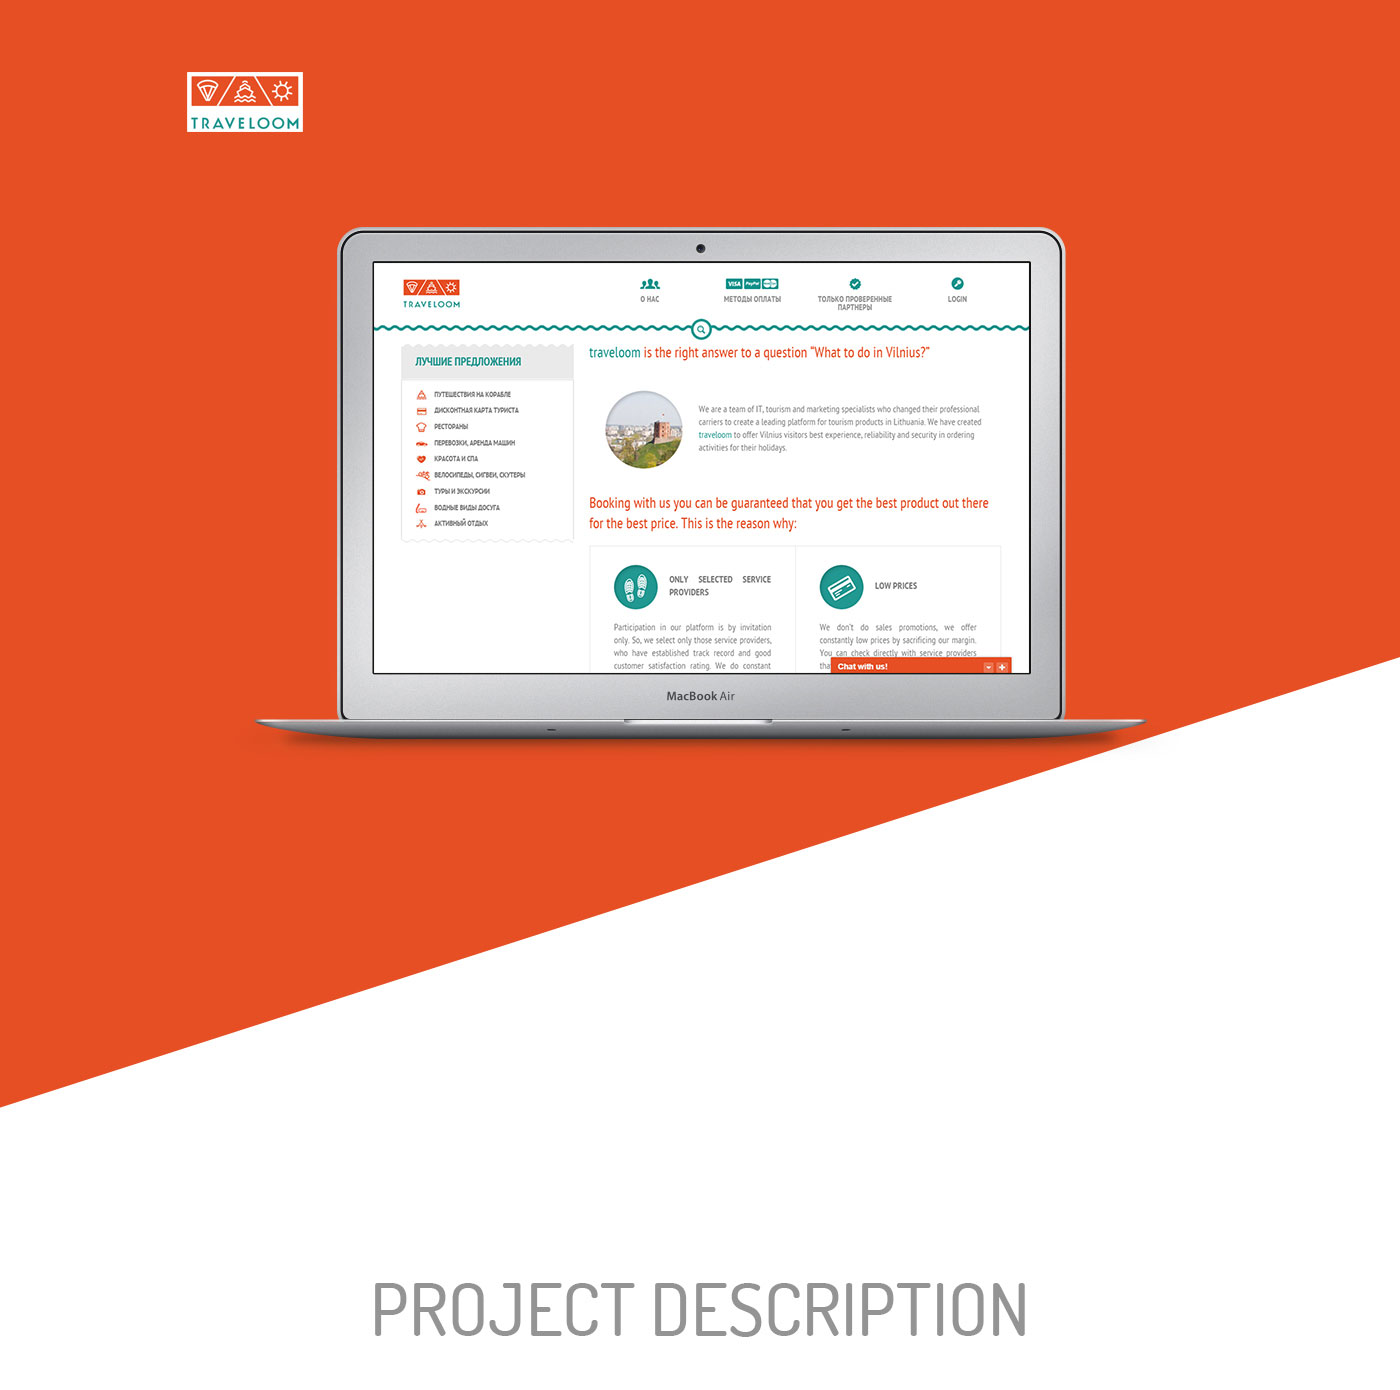 TRAVELOOM
TRAVELOOM
О НАС
VISA PayPal
МЕТОДЫ ОПЛАТЫ
ТОЛЬКО ПРОВЕРЕННЫЕ
ПАРТНЕРЫ
LOGIN
ЛУЧШИЕ ПРЕДЛОЖЕНИЯ
ПУТЕШЕСТВИЯ НА КОРАБЛЕ
ДИСКОНТНАЯ КАРТА ТУРИСТА
РЕСТОРАНЫ
ПЕРЕВОЗКИ, АРЕНДА МАШИН
КРАСОТА И СПА
ВЕЛОСИПЕДЫ, СИГВЕИ, СКУТЕРЫ
ТУРЫ И ЭКСКУРСИИ
ВОДНЫЕ ВИДЫ ДОСУГА
АКТИВНЫЙ ОТДЫХ
traveloom is the right answer to a question “What to do in Vilnius?”
We are a team of IT, tourism and marketing specialists who changed their professional
carriers to create a leading platform for tourism products in Lithuania. We have created
traveloom to offer Vilnius visitors best experience, reliability and security in ordering
activities for their holidays.
Booking with us you can be guaranteed that you get the best product out there
for the best price. This is the reason why:
ONLY SELECTED SERVICE
PROVIDERS
Participation in our platform is by invitation
only. So, we select only those service providers,
who have established track record and good
customer satisfaction rating. We do constant
LOW PRICES
We don't do sales promotions, we offer
constantly low prices by sacrificing our margin.
You can check directly with service providers
Chat with us!
MacBook Air
PROJECT DESCRIPTION